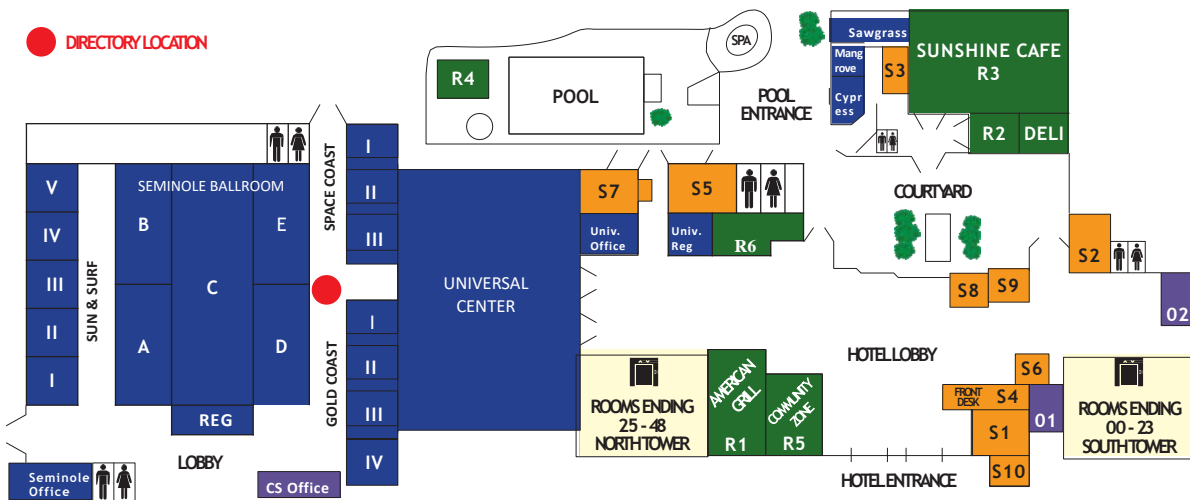 DIRECTORY LOCATION
SPA
Sawgrass
SUNSHINE CAFE
R3
Mang
rove
S3
Cypr
ess
R4
POOL
POOL
ENTRANCE
R2
DELI
SPACE COAST
I
II
III
SEMINOLE BALLROOM
V
IV
III
II
I
SUN & SURF
B
E
C
A
D
REG
LOBBY
Seminole
Office
CS Office
GOLD COAST
I
II
III
IV
UNIVERSAL
CENTER
S7
Univ.
Office
S5
Univ.
Reg
R6
COURTYARD
S2
S8
S9
02
HOTEL LOBBY
ROOMS ENDING
25 - 48
NORTH TOWER
AMERICAN
GRILL
R1
COMMUNITY
ZONE
R5
S6
FRONT
DESK
S4
01
S1
S10
HOTEL ENTRANCE
ROOMS ENDING
00 - 23
SOUTH TOWER